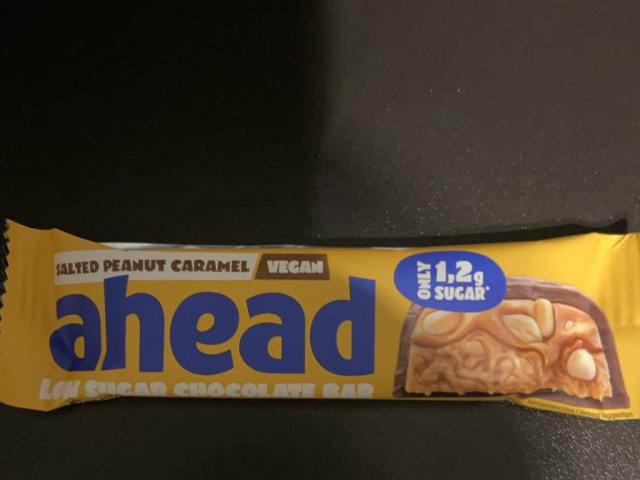 SALTED PEANUT CARAMEL VEGAN
ahead
LOW SUGAR CHOCOLATE BAR
ONLY 1,2g SUGAR*